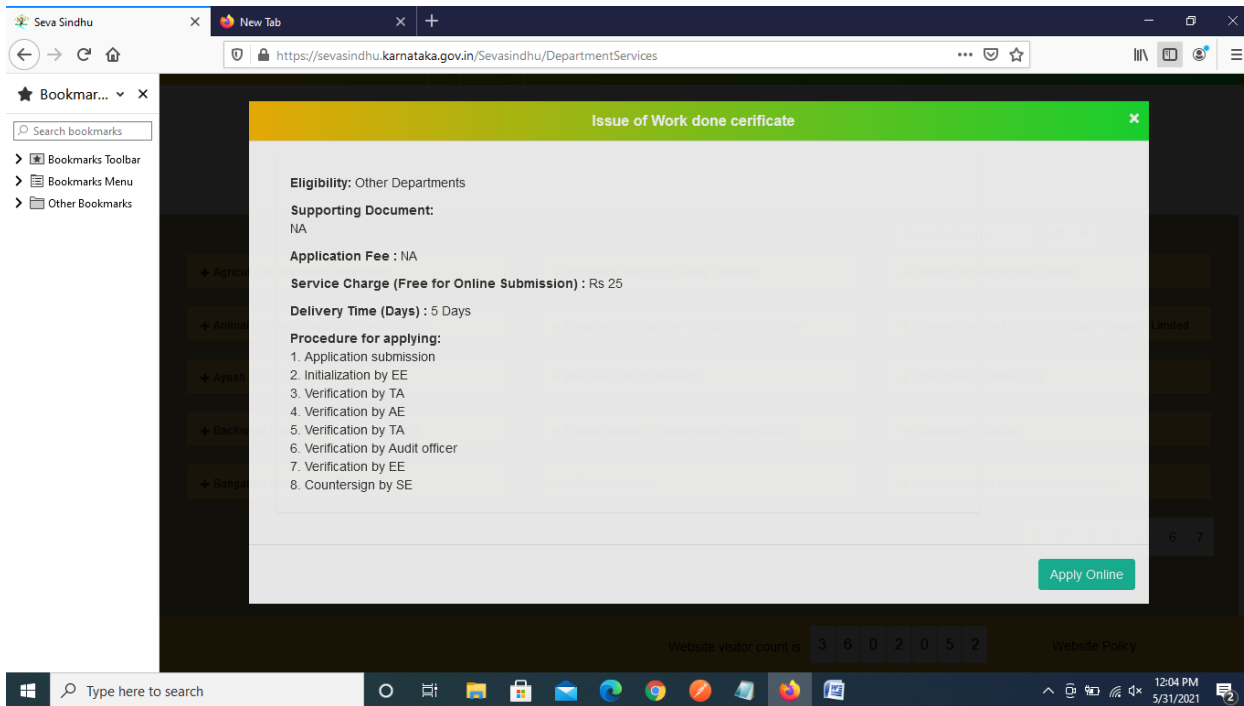 Seva Sindhu
New Tab
https://sevasindhu.karnataka.gov.in/Sevasindhu/DepartmentServices
Bookmar...
Search bookmarks
Bookmarks Toolbar
Bookmarks Menu
Other Bookmarks
Issue of Work done cerificate
Eligibility: Other Departments
Supporting Document:
NA
Application Fee : NA
Service Charge (Free for Online Submission) : Rs 25
Delivery Time (Days) : 5 Days
Procedure for applying:
1. Application submission
2. Initialization by EE
3. Verification by TA
4. Verification by AE
5. Verification by TA
6. Verification by Audit officer
7. Verification by EE
8. Countersign by SE
Limited
6 7
Apply Online
Website visitor count is 3 6 0 2 0 5 2
Website Policy
Type here to search
12:04 PM
5/31/2021
2